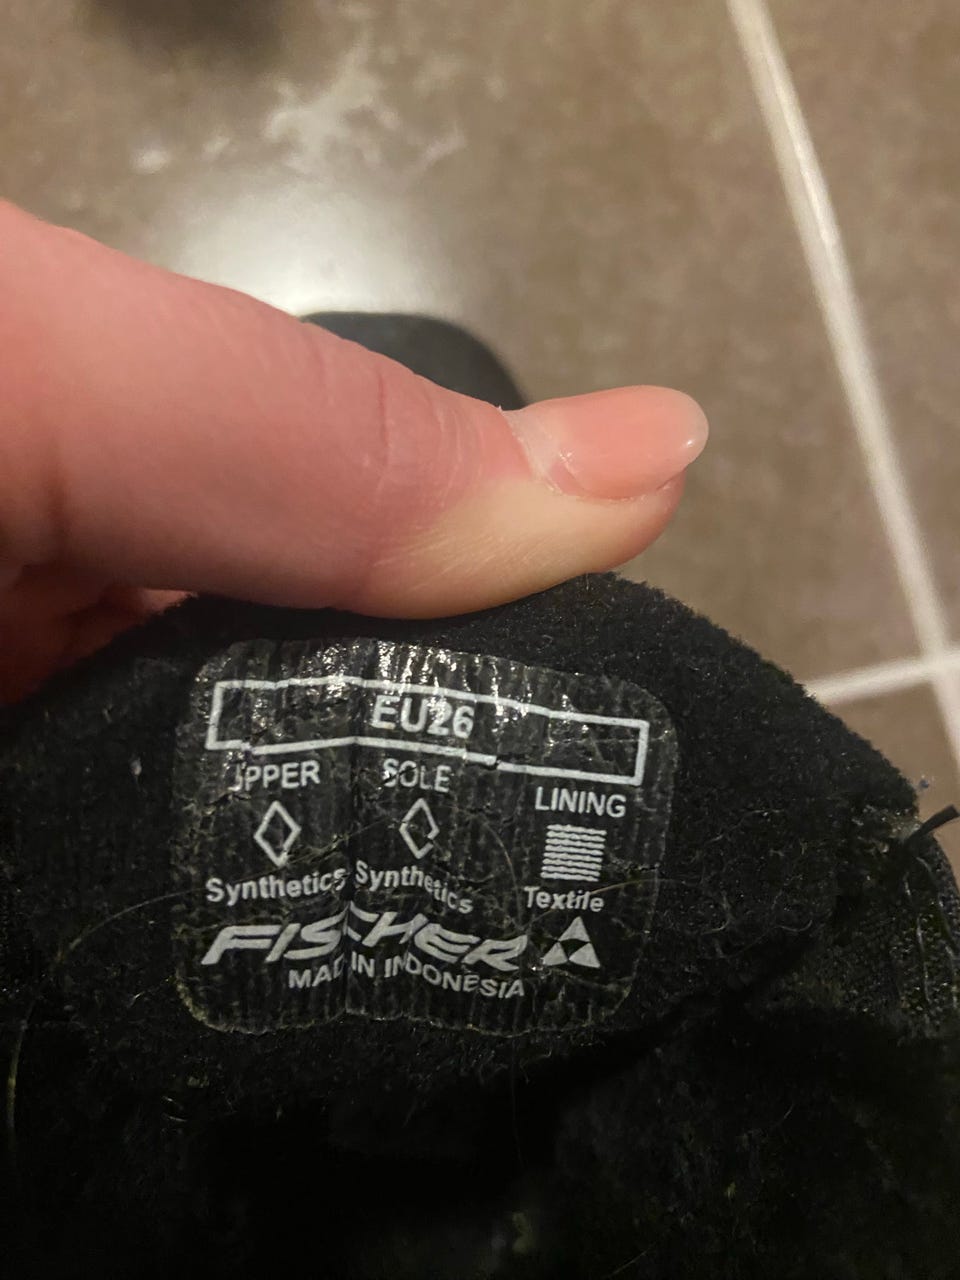 EU26
UPPER SOLE LINING
Synthetics Synthetics Textile
FISCHER
MADE IN INDONESIA